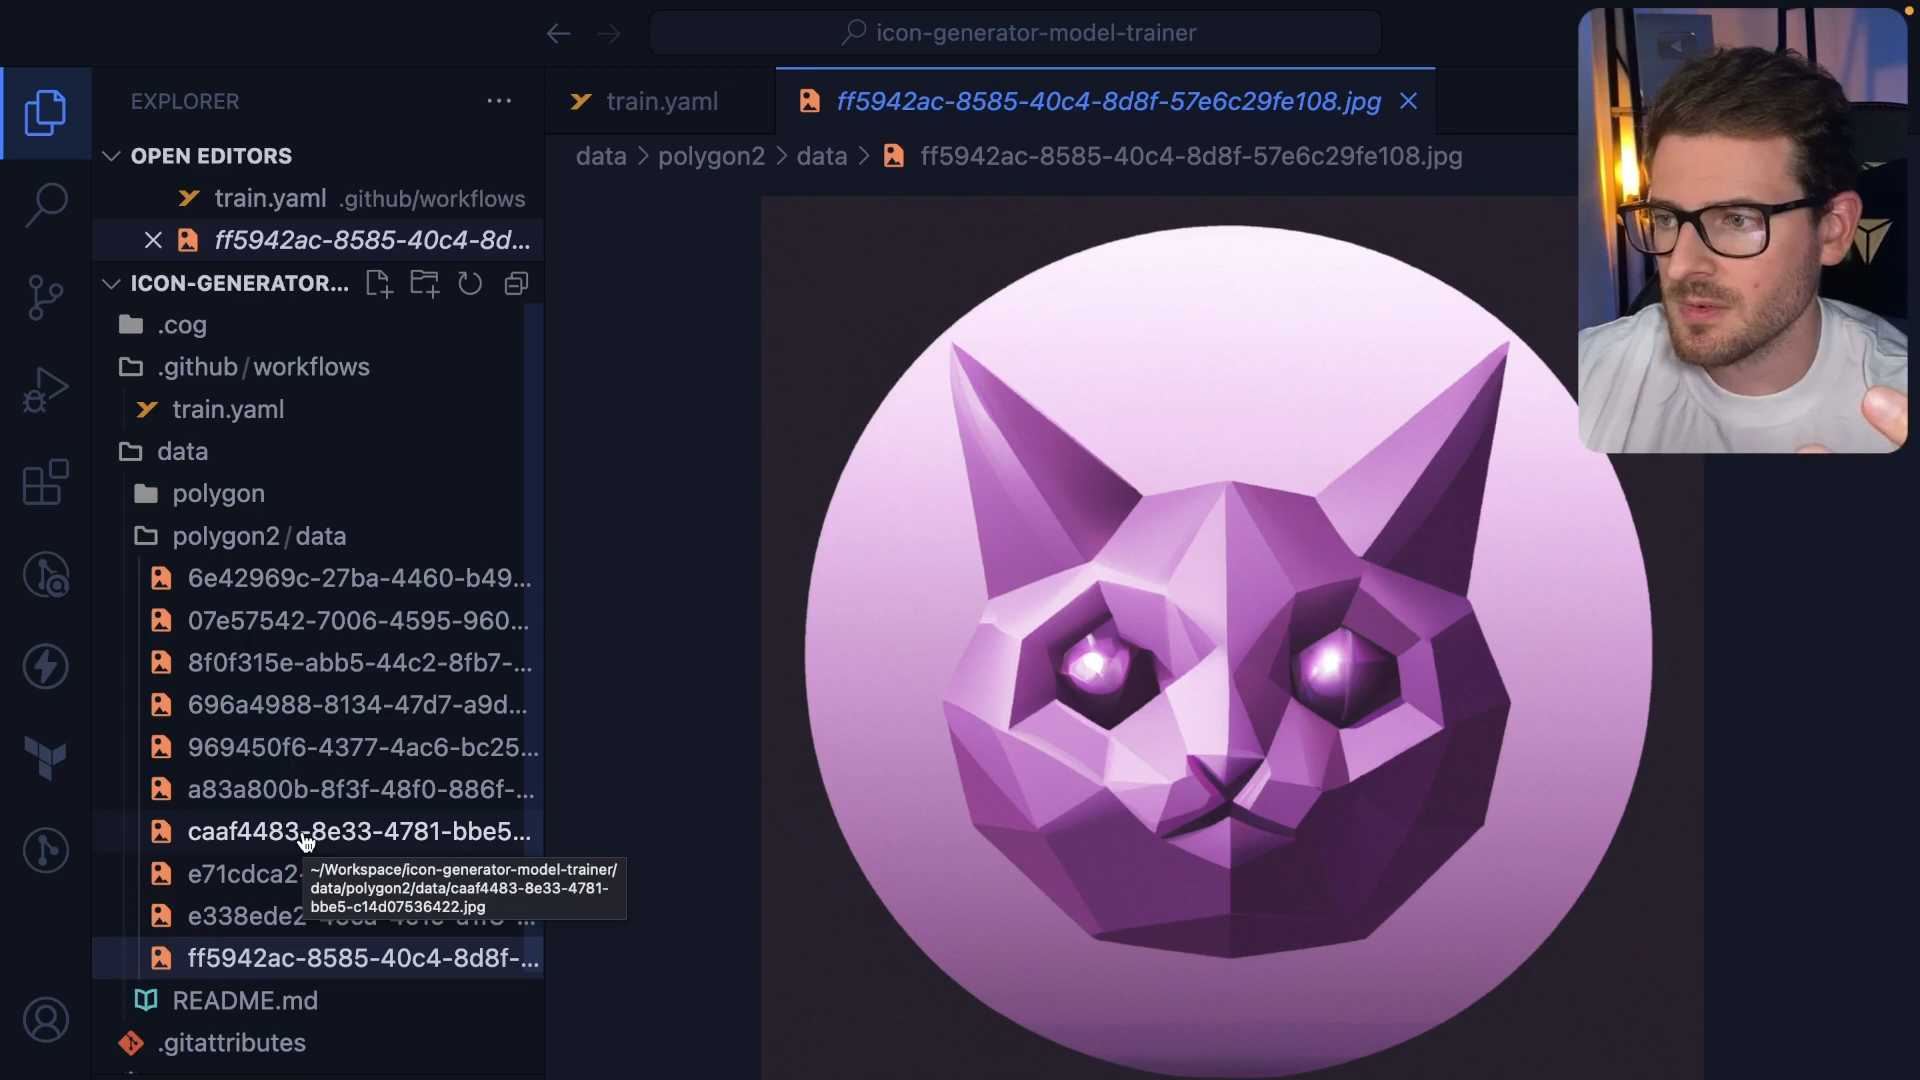 icon-generator-model-trainer
EXPLORER
train.yaml
ff5942ac-8585-40c4-8d8f-57e6c29fe108.jpg
OPEN EDITORS
data > polygon2 > data > ff5942ac-8585-40c4-8d8f-57e6c29fe108.jpg
train.yaml .github/workflows
ff5942ac-8585-40c4-8d...
ICON-GENERATOR...
.cog
.github/workflows
train.yaml
data
polygon
polygon2/data
6e42969c-27ba-4460-b49...
07e57542-7006-4595-960...
8f0f315e-abb5-44c2-8fb7-...
696a4988-8134-47d7-a9d...
969450f6-4377-4ac6-bc25...
a83a800b-8f3f-48f0-886f-...
caaf4483-8e33-4781-bbe5...
e71cdca2-
~/Workspace/icon-generator-model-trainer/
data/polygon2/data/caaf4483-8e33-4781-
bbe5-c14d07536422.jpg
e338ede2
ff5942ac-8585-40c4-8d8f-...
README.md
.gitattributes